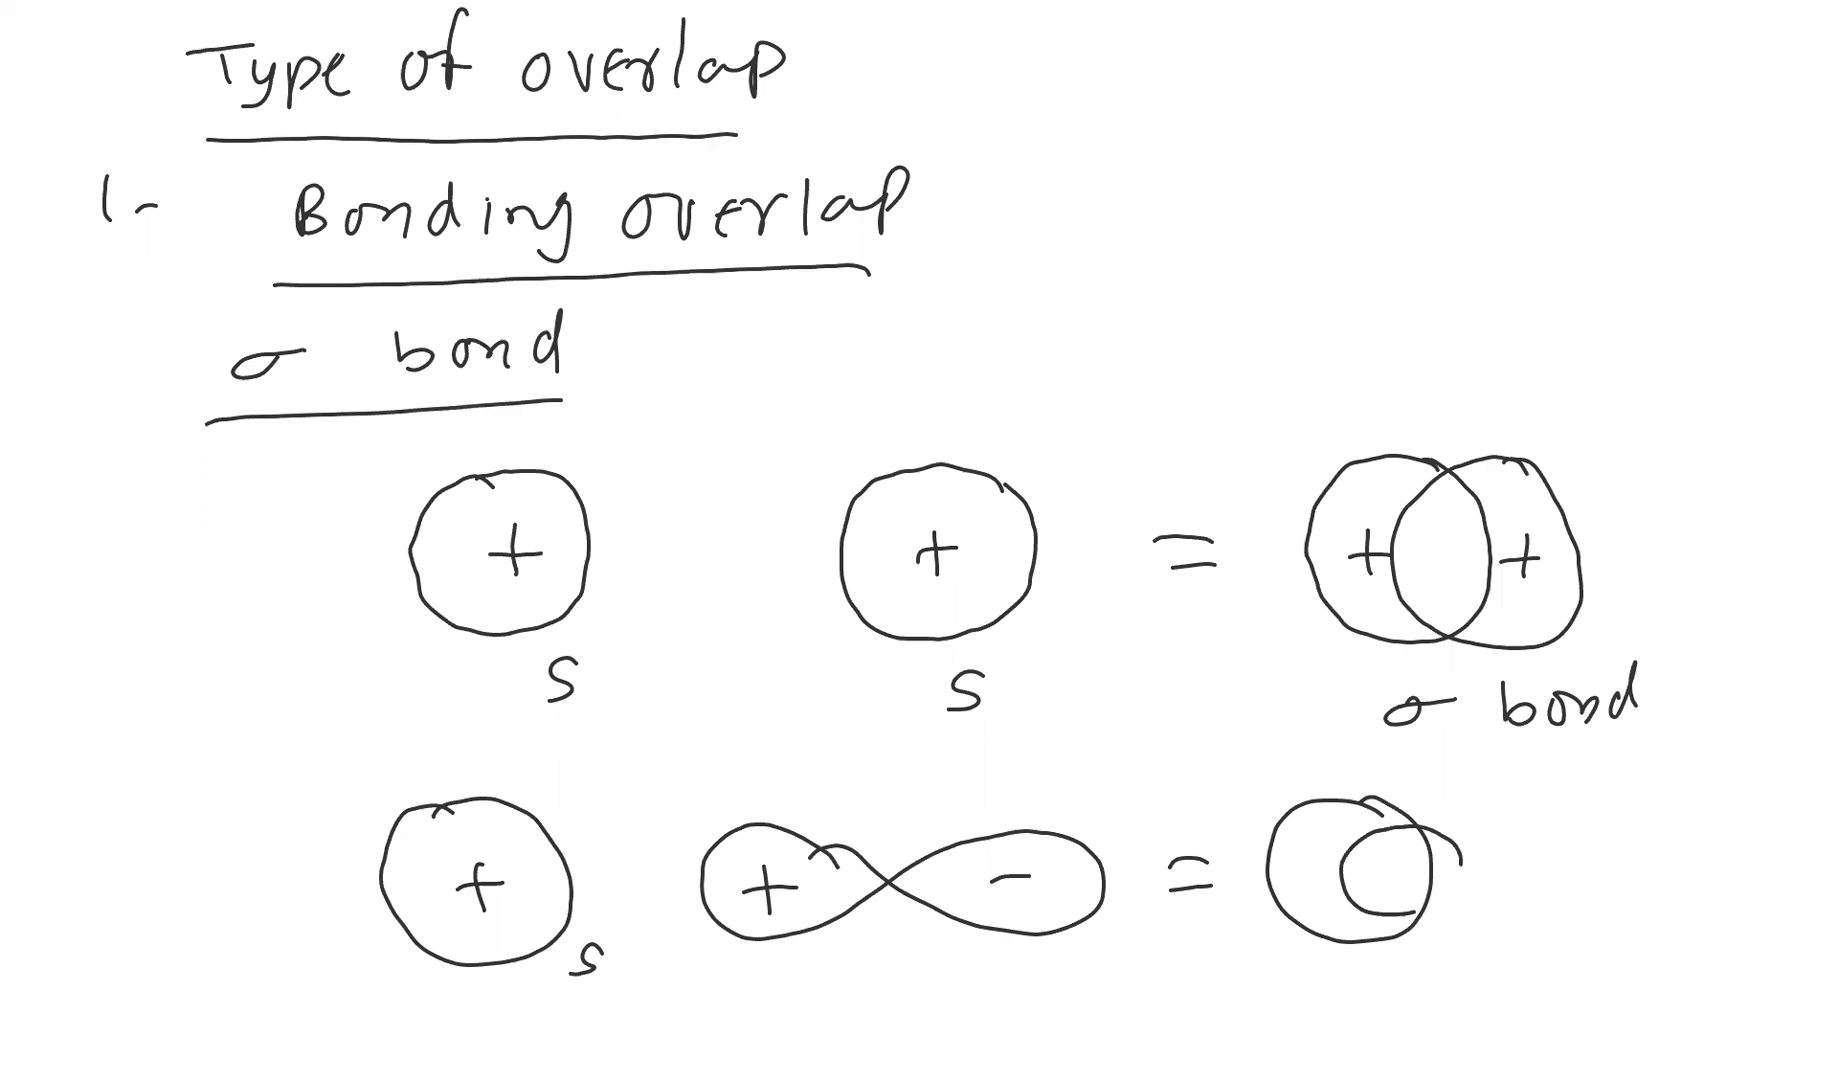 Type of overlap
1- Bonding overlap
σ bond
+ + = + +
S S
σ bond
+ + - =
S